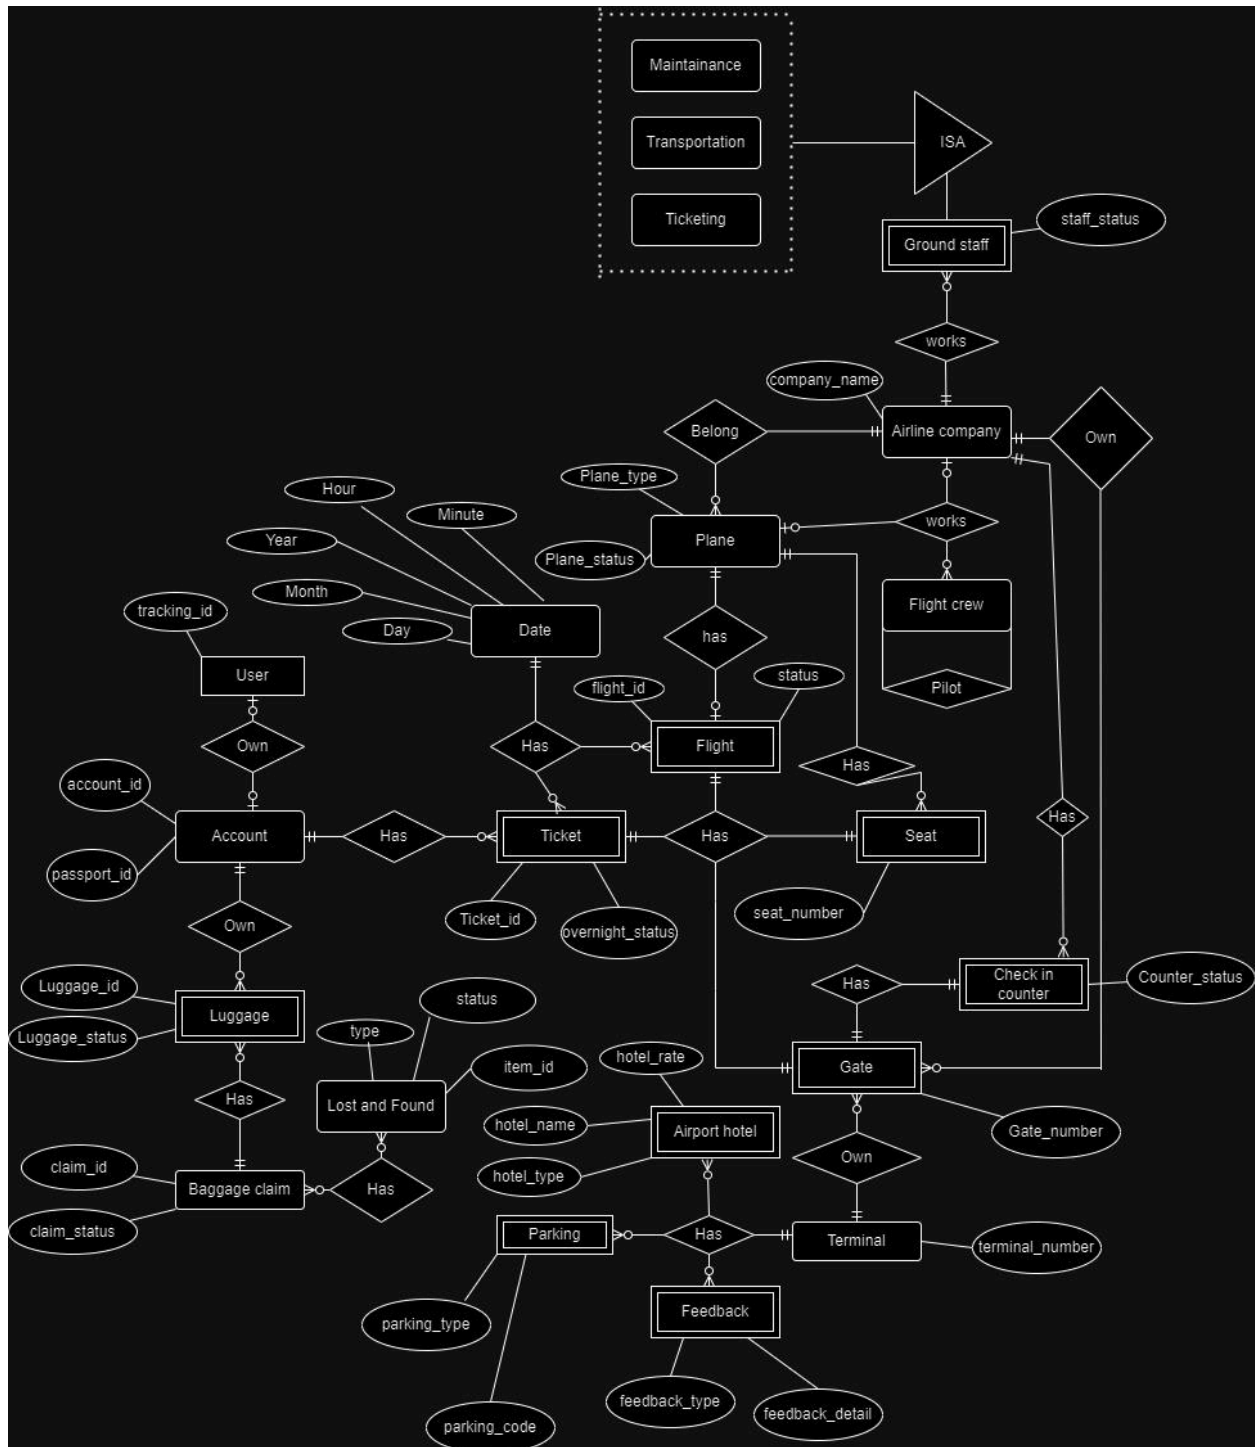 Maintainance
Transportation
ISA
Ticketing
staff_status
Ground staff
works
company_name
Belong
Airline company
Own
Plane_type
Hour
Minute
works
Year
Plane
Plane_status
Month
Flight crew
tracking_id
Day
Date
has
User
flight_id
status
Pilot
Own
Has
Flight
Has
account_id
Has
Account
Has
Ticket
Has
Seat
passport_id
Ticket_id
overnight_status
seat_number
Own
Luggage_id
status
Has
Check in
counter
Counter_status
Luggage
Luggage_status
type
hotel_rate
item_id
Gate
Has
Lost and Found
hotel_name
Airport hotel
Gate_number
claim_id
hotel_type
Own
Baggage claim
Has
claim_status
Parking
Has
Terminal
terminal_number
parking_type
Feedback
feedback_type
feedback_detail
parking_code